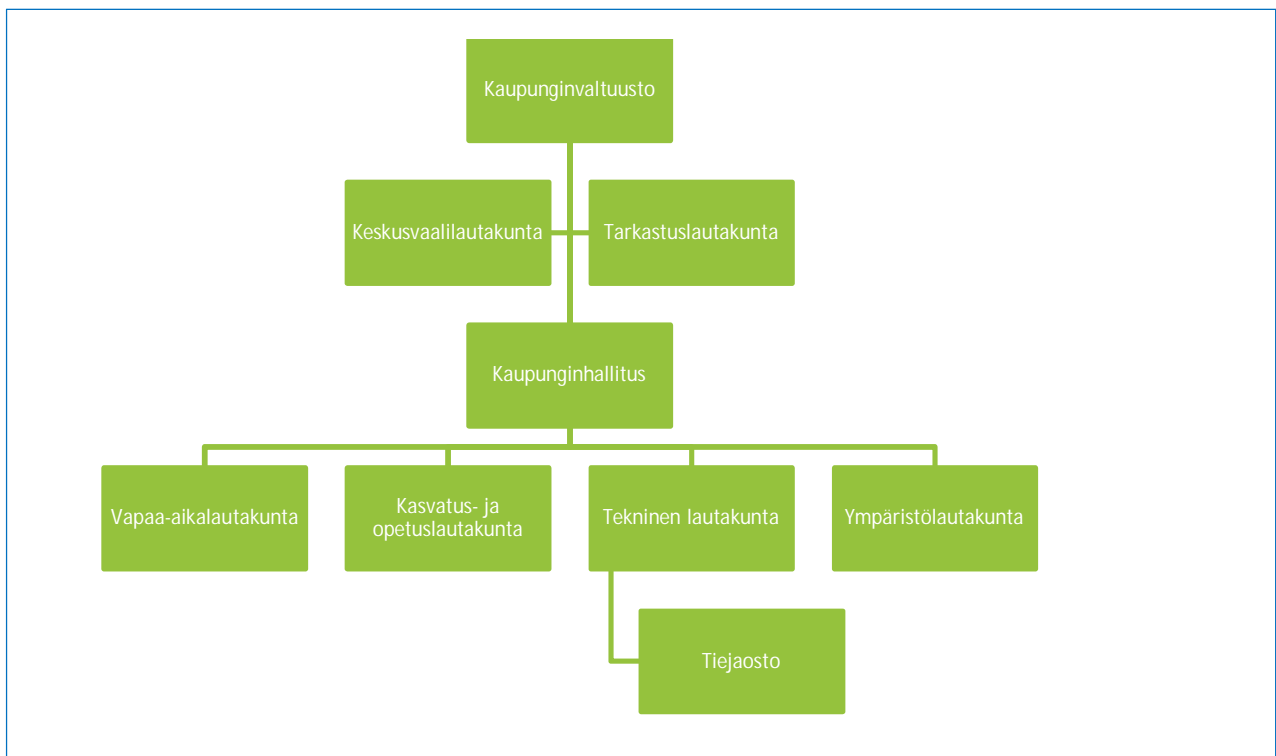 Kaupunginvaltuusto
Keskusvaalilautakunta
Tarkastuslautakunta
Kaupunginhallitus
Vapaa-aikalautakunta
Kasvatus- ja
opetuslautakunta
Tekninen lautakunta
Ympäristölautakunta
Tiejaosto